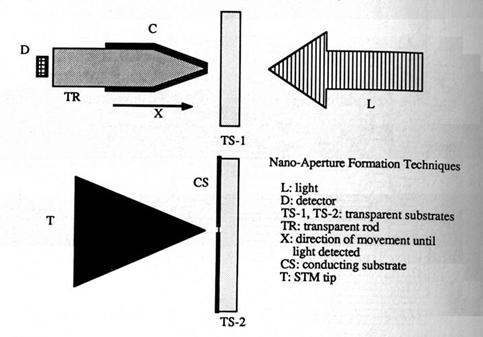 C
D
TR
X
TS-1
L
Nano-Aperture Formation Techniques
CS
L: light
D: detector
TS-1, TS-2: transparent substrates
T
TR: transparent rod
X: direction of movement until
light detected
CS: conducting substrate
T: STM tip
TS-2